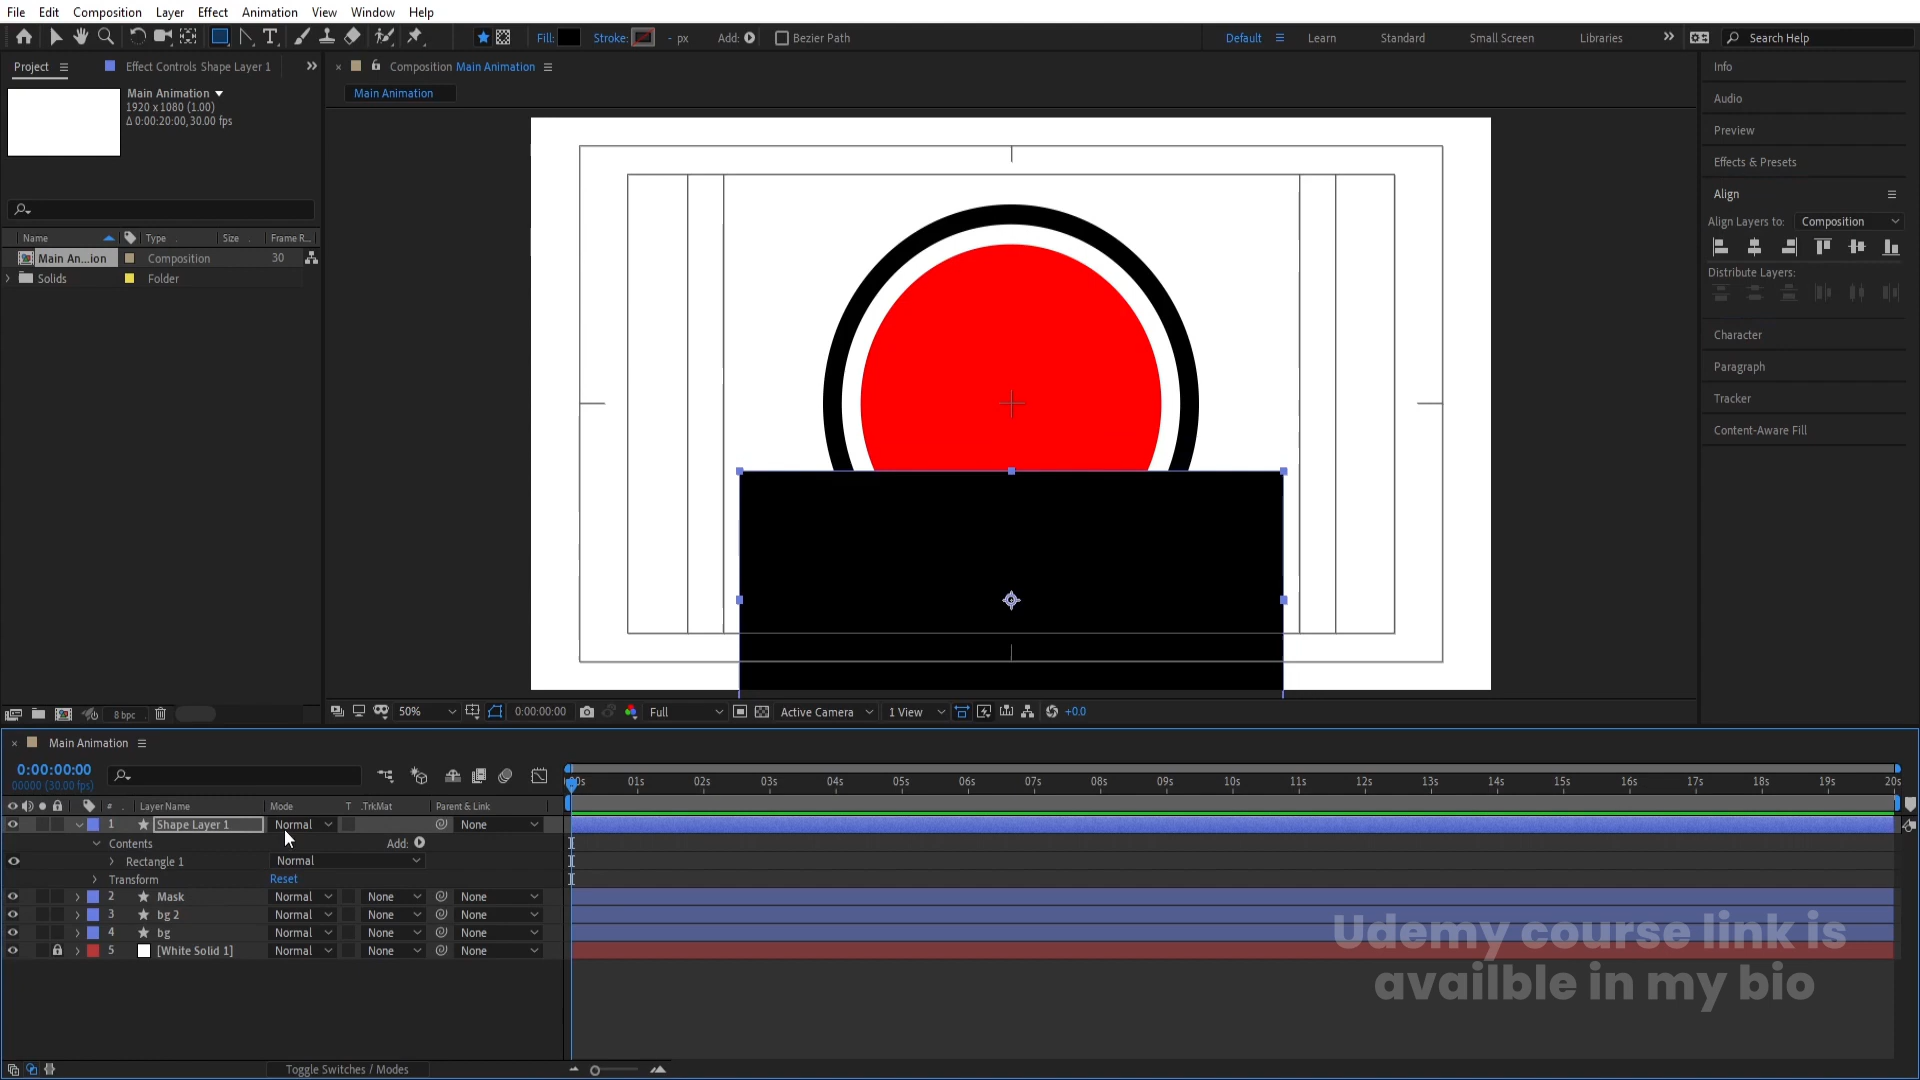 File Edit Composition Layer Effect Animation View Window Help
Fill: Stroke: - px Add: Bezier Path Default Learn Standard Small Screen Libraries Search Help
Project Effect Controls Shape Layer 1 Composition Main Animation Info
Main Animation
1920 x 1080 (1.00)
Δ 0:00:20:00, 30.00 fps
Main Animation
Audio
Preview
Effects & Presets
Align
Align Layers to: Composition
Distribute Layers:
Character
Paragraph
Tracker
Content-Aware Fill
Name Type Size Frame R...
Main An...ion Composition 30
Solids Folder
8 bpc 50% 0:00:00:00 Full Active Camera 1 View +0.0
Main Animation
0:00:00:00
00000 (30.00 fps)
01s 02s 03s 04s 05s 06s 07s 08s 09s 10s 11s 12s 13s 14s 15s 16s 17s 18s 19s 20s
# Layer Name Mode T .TrkMat Parent & Link
1 Shape Layer 1 Normal None
Contents Add:
Rectangle 1 Normal
Transform Reset
2 Mask Normal None None
3 bg 2 Normal None None
4 bg Normal None None
5 [White Solid 1] Normal None None
Udemy course link is
availble in my bio
Toggle Switches / Modes